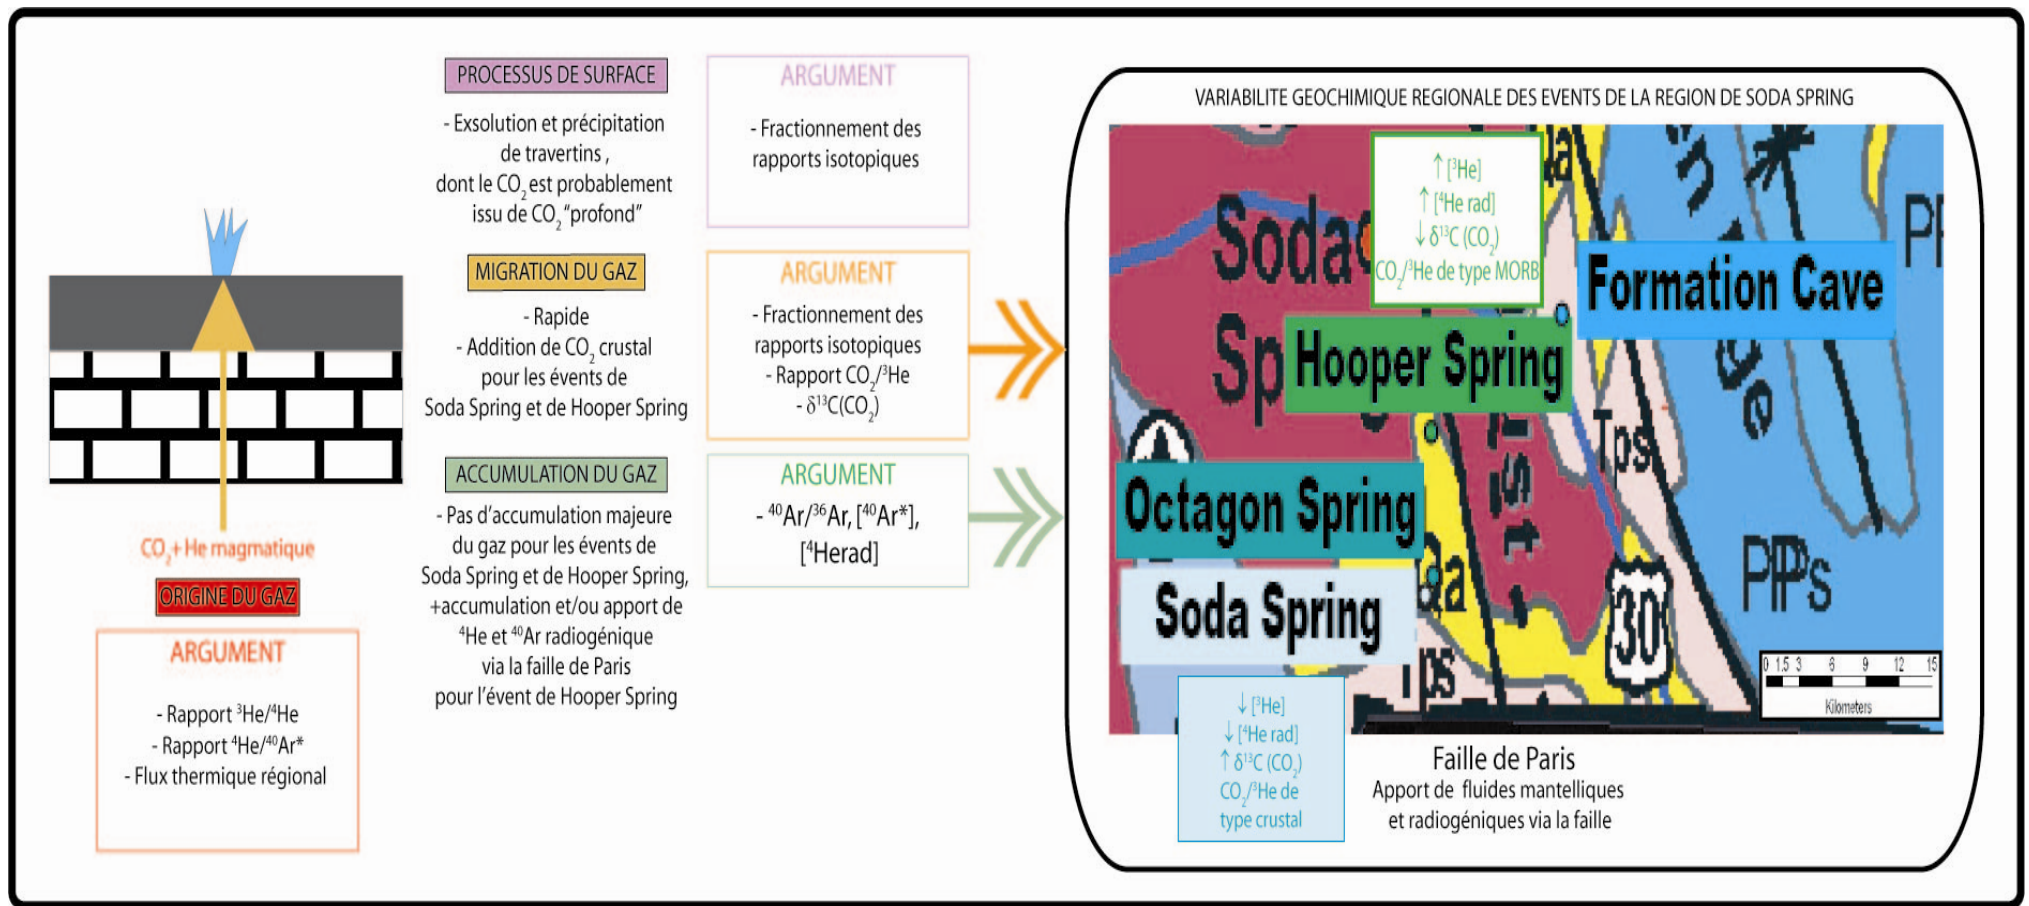 PROCESSUS DE SURFACE
- Exsolution et précipitation
de travertins ,
dont le CO₂ est probablement
issu de CO₂ “profond”
ARGUMENT
- Fractionnement des
rapports isotopiques
MIGRATION DU GAZ
- Rapide
- Addition de CO₂ crustal
pour les évents de
Soda Spring et de Hooper Spring
ARGUMENT
- Fractionnement des
rapports isotopiques
- Rapport CO₂/³He
- δ¹³C(CO₂)
ACCUMULATION DU GAZ
- Pas d’accumulation majeure
du gaz pour les évents de
Soda Spring et de Hooper Spring,
+accumulation et/ou apport de
⁴He et ⁴⁰Ar radiogénique
via la faille de Paris
pour l’évent de Hooper Spring
ARGUMENT
- ⁴⁰Ar/³⁶Ar, [⁴⁰Ar*],
[⁴Herad]
CO₂+ He magmatique
ORIGINE DU GAZ
ARGUMENT
- Rapport ³He/⁴He
- Rapport ⁴He/⁴⁰Ar*
- Flux thermique régional
VARIABILITE GEOCHIMIQUE REGIONALE DES EVENTS DE LA REGION DE SODA SPRING
↑ [³He]
↑ [⁴He rad]
↓ δ¹³C (CO₂)
CO₂/³He de type MORB
Soda
Sp
Formation Cave
Hooper Spring
Tps
Octagon Spring
Soda Spring
30
PPPs
Tps
0 1.5 3 6 9 12 15
Kilometers
↓ [³He]
↓ [⁴He rad]
↑ δ¹³C (CO₂)
CO₂/³He de
type crustal
Faille de Paris
Apport de fluides mantelliques
et radiogéniques via la faille